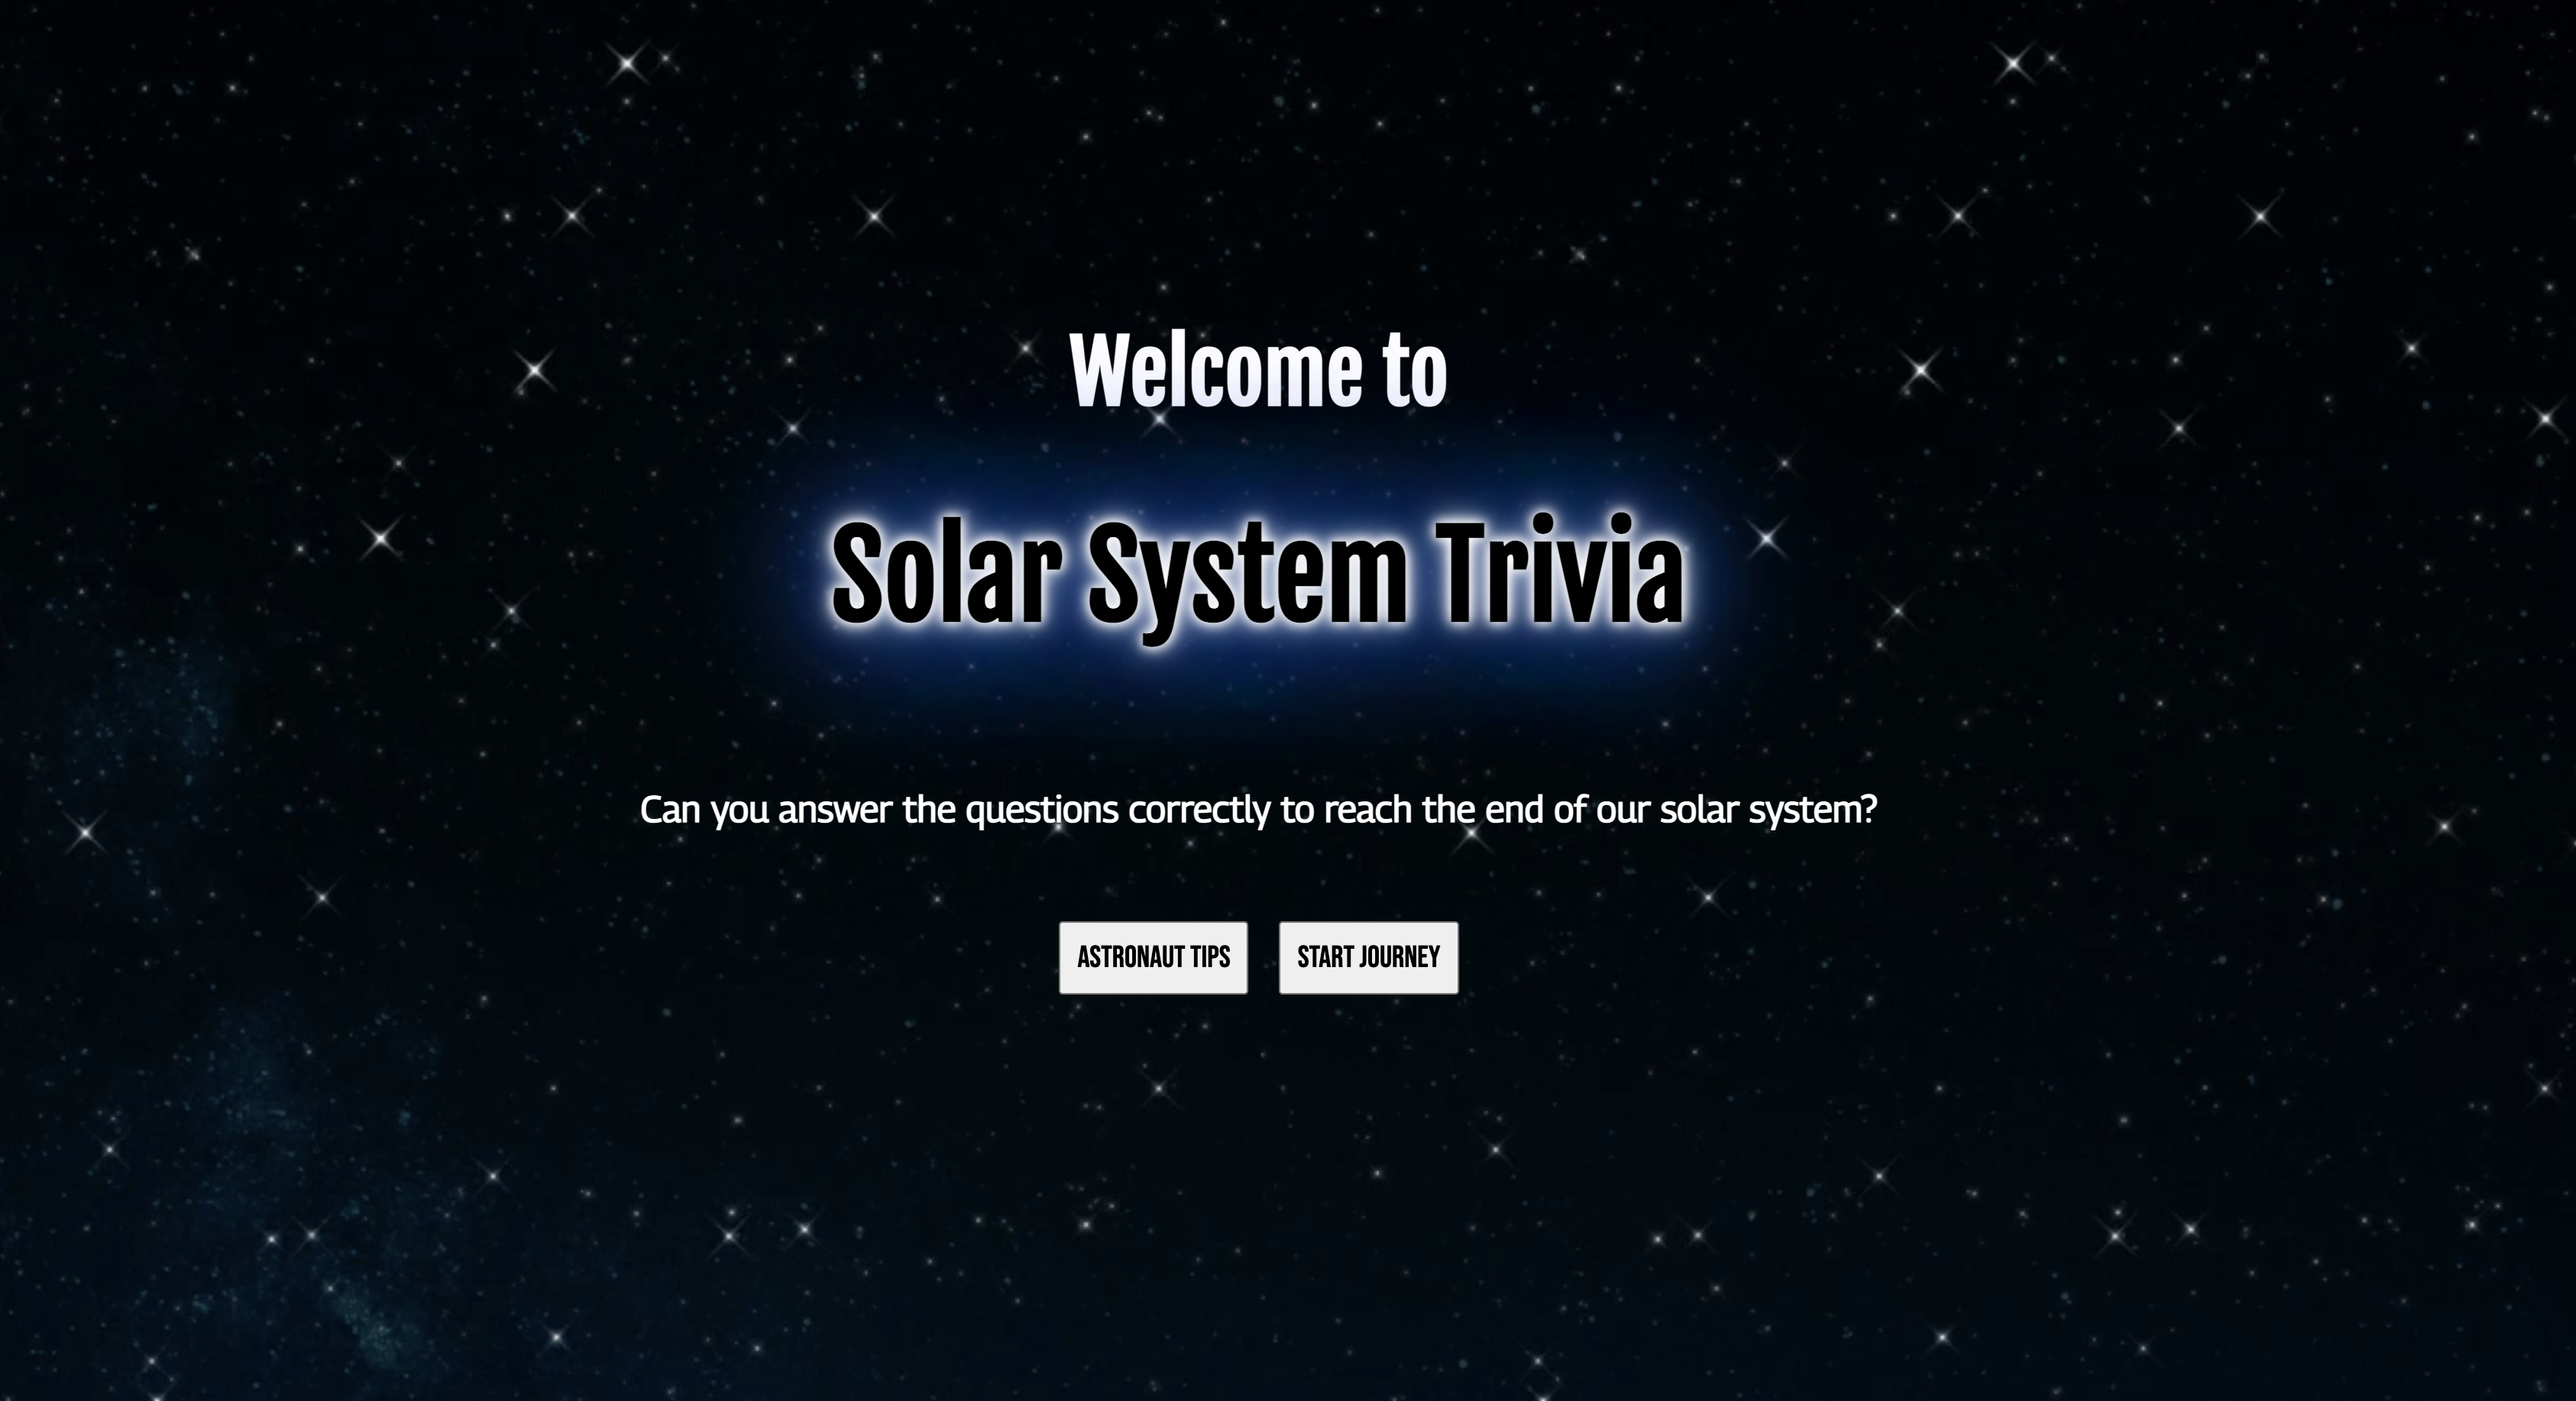 Welcome to
Solar System Trivia
Can you answer the questions correctly to reach the end of our solar system?
ASTRONAUT TIPS
START JOURNEY